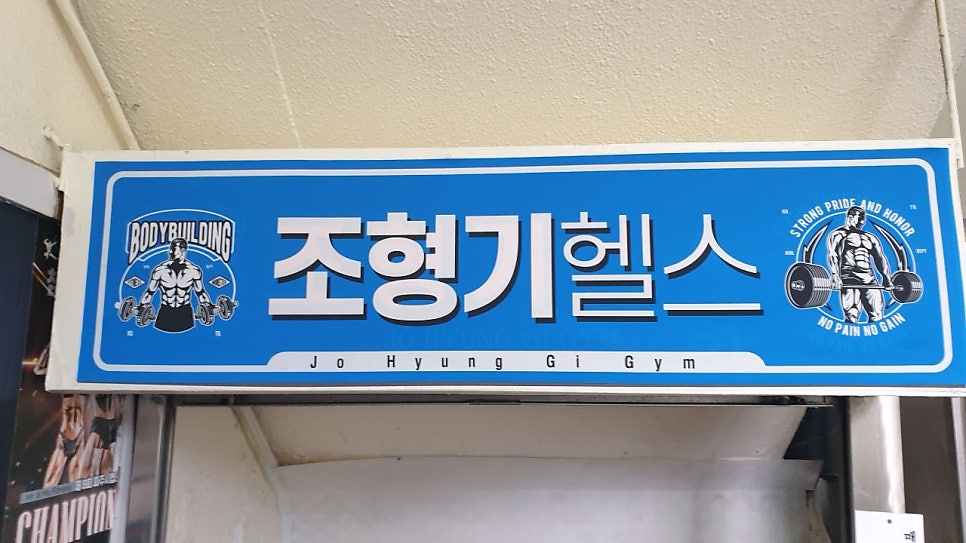 BODYBUILDING
조형기헬스
STRONG PRIDE AND HONOR
NO PAIN NO GAIN
Jo Hyung Gi Gym
CHAMPION